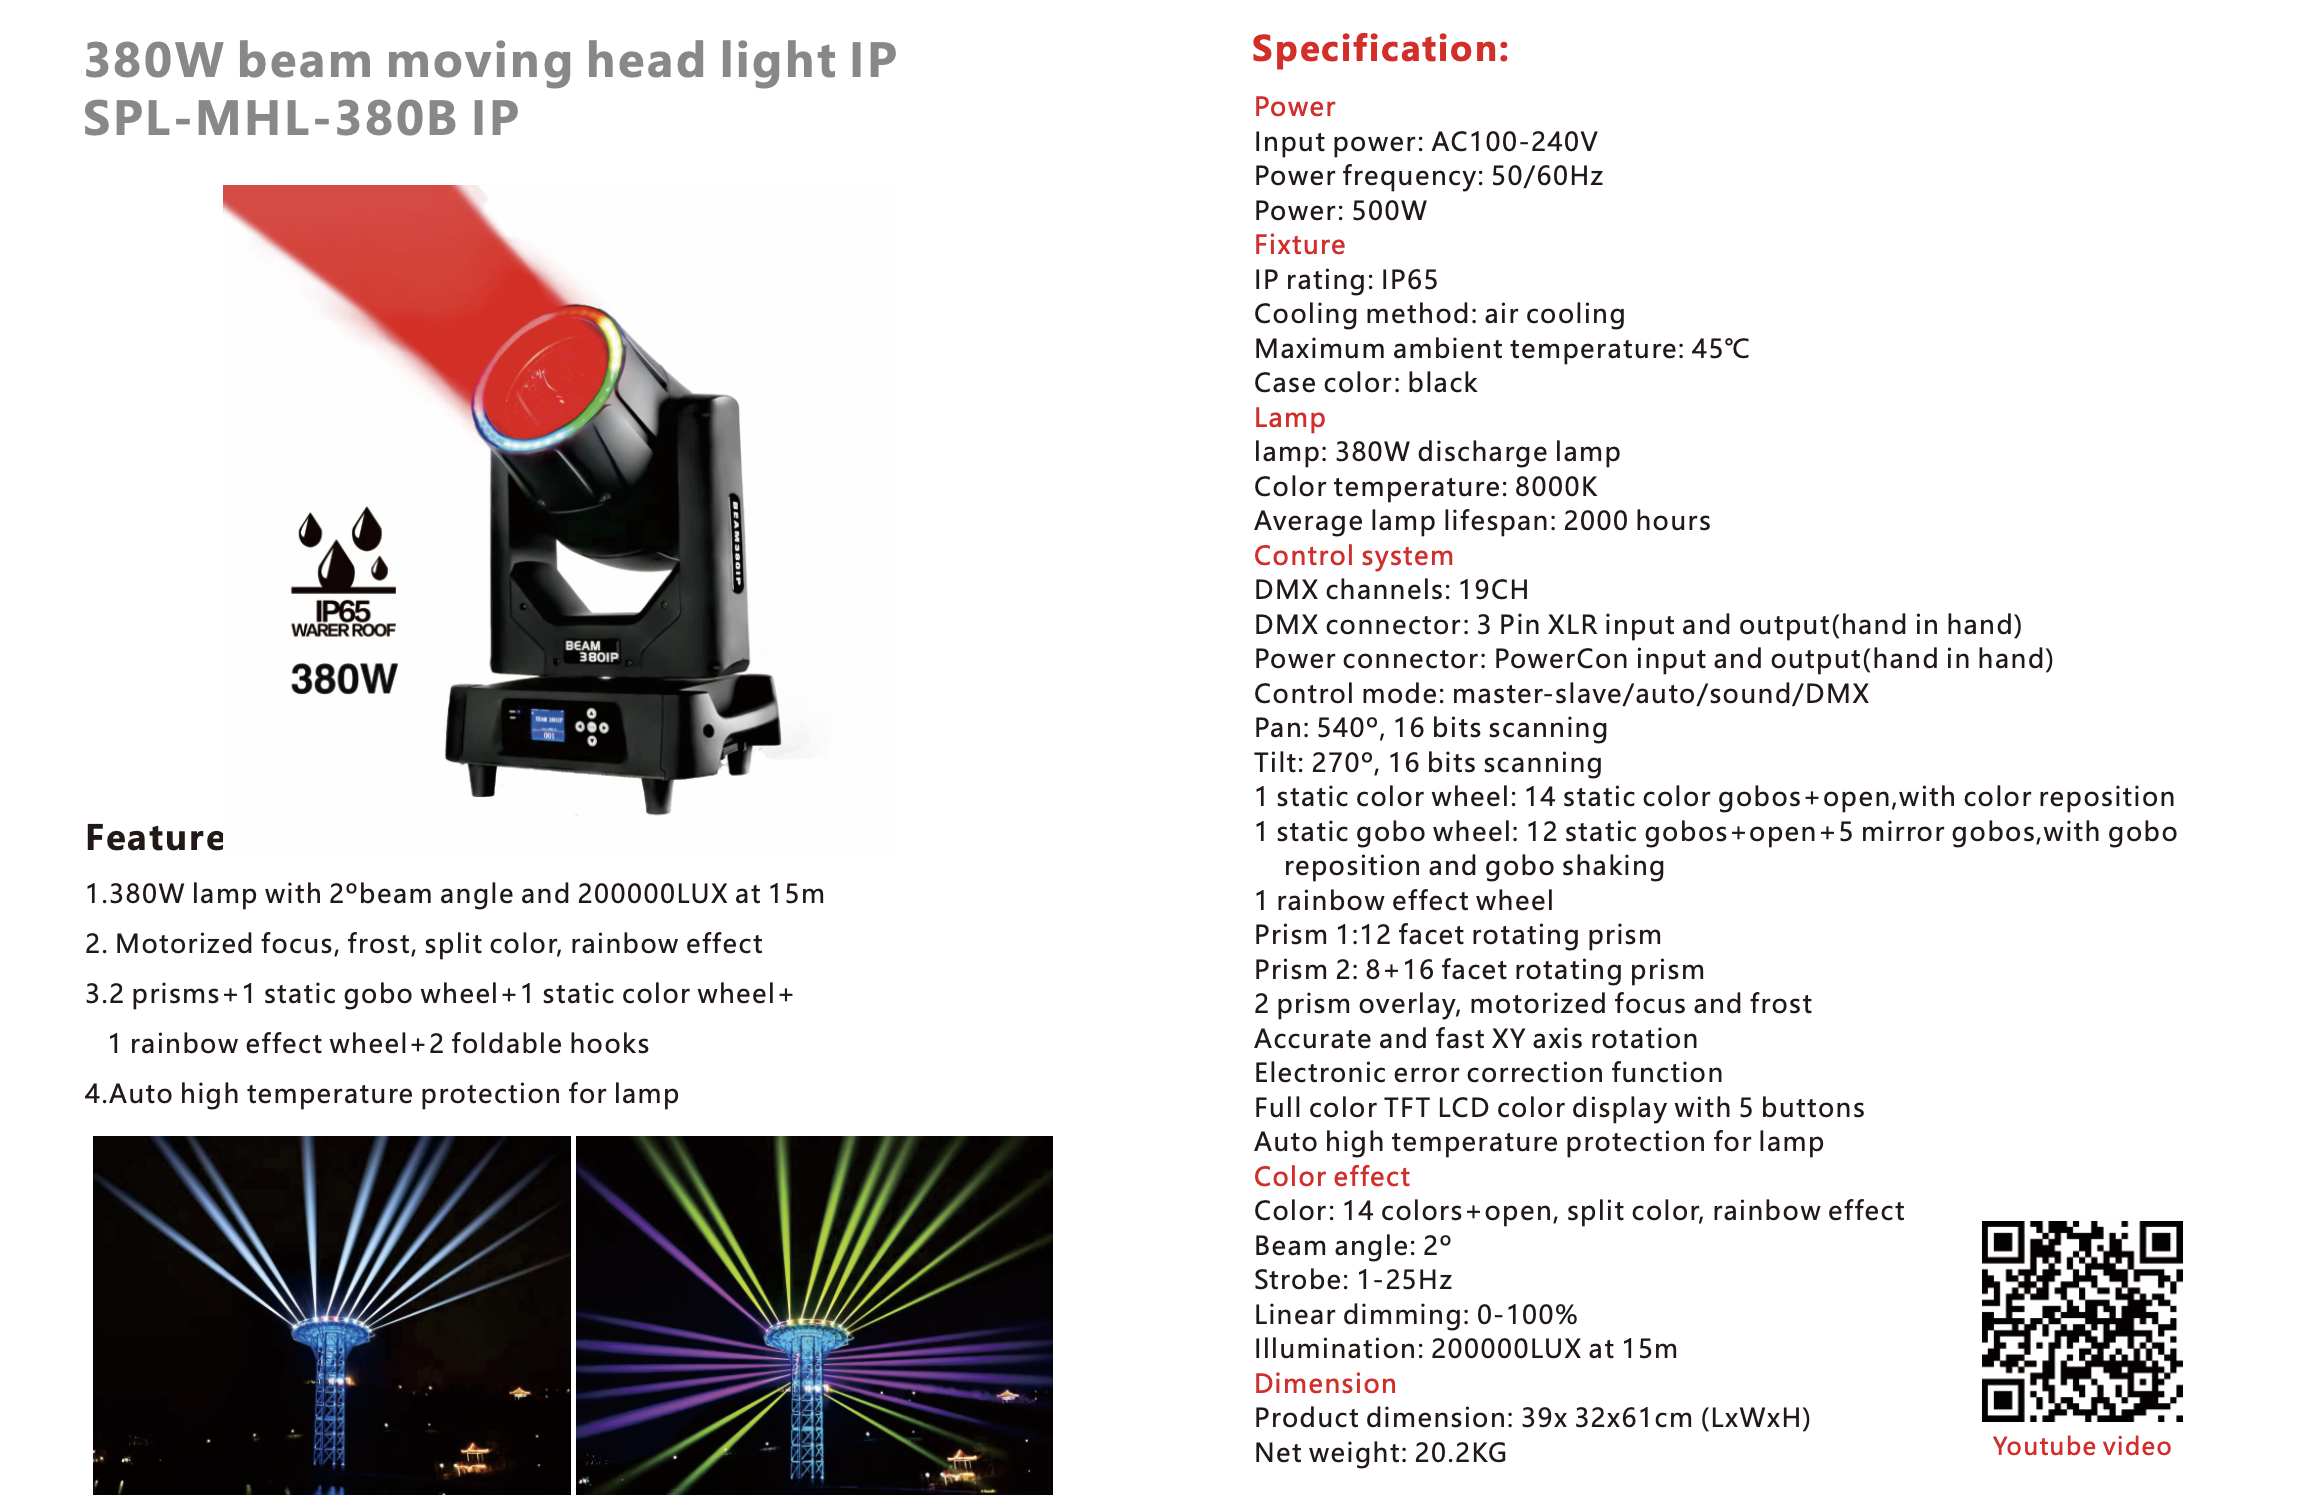 380W beam moving head light IP
SPL-MHL-380B IP
IP65
WARER ROOF
380W
BEAM380IP
BEAM
380IP
001
Feature
1.380W lamp with 2ºbeam angle and 200000LUX at 15m
2. Motorized focus, frost, split color, rainbow effect
3.2 prisms+1 static gobo wheel+1 static color wheel+
1 rainbow effect wheel+2 foldable hooks
4.Auto high temperature protection for lamp
Specification:
Power
Input power: AC100-240V
Power frequency: 50/60Hz
Power: 500W
Fixture
IP rating: IP65
Cooling method: air cooling
Maximum ambient temperature: 45℃
Case color: black
Lamp
lamp: 380W discharge lamp
Color temperature: 8000K
Average lamp lifespan: 2000 hours
Control system
DMX channels: 19CH
DMX connector: 3 Pin XLR input and output(hand in hand)
Power connector: PowerCon input and output(hand in hand)
Control mode: master-slave/auto/sound/DMX
Pan: 540º, 16 bits scanning
Tilt: 270º, 16 bits scanning
1 static color wheel: 14 static color gobos+open,with color reposition
1 static gobo wheel: 12 static gobos+open+5 mirror gobos,with gobo
reposition and gobo shaking
1 rainbow effect wheel
Prism 1:12 facet rotating prism
Prism 2: 8+16 facet rotating prism
2 prism overlay, motorized focus and frost
Accurate and fast XY axis rotation
Electronic error correction function
Full color TFT LCD color display with 5 buttons
Auto high temperature protection for lamp
Color effect
Color: 14 colors+open, split color, rainbow effect
Beam angle: 2º
Strobe: 1-25Hz
Linear dimming: 0-100%
Illumination: 200000LUX at 15m
Dimension
Product dimension: 39x 32x61cm (LxWxH)
Net weight: 20.2KG
Youtube video